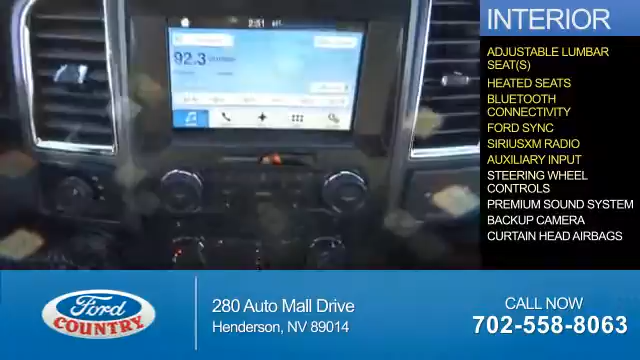 INTERIOR
2:51
92.3
ADJUSTABLE LUMBAR
SEAT(S)
HEATED SEATS
BLUETOOTH
CONNECTIVITY
FORD SYNC
SIRIUSXM RADIO
AUXILIARY INPUT
STEERING WHEEL
CONTROLS
PREMIUM SOUND SYSTEM
BACKUP CAMERA
CURTAIN HEAD AIRBAGS
Ford
COUNTRY
280 Auto Mall Drive
Henderson, NV 89014
CALL NOW
702-558-8063